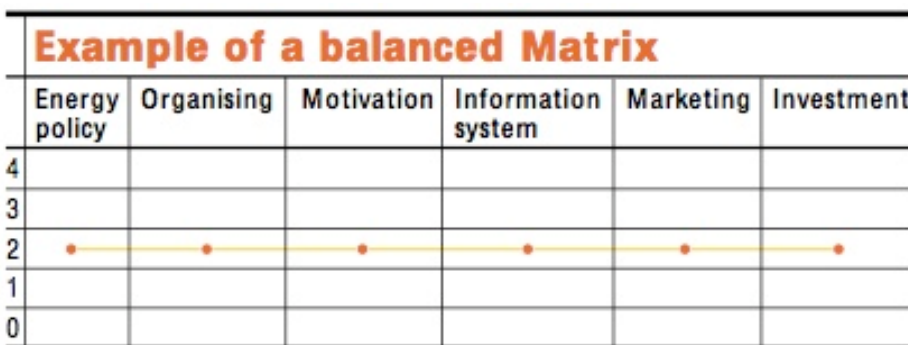 Example of a balanced Matrix
Energy policy Organising Motivation Information system Marketing Investment
4
3
2
1
0